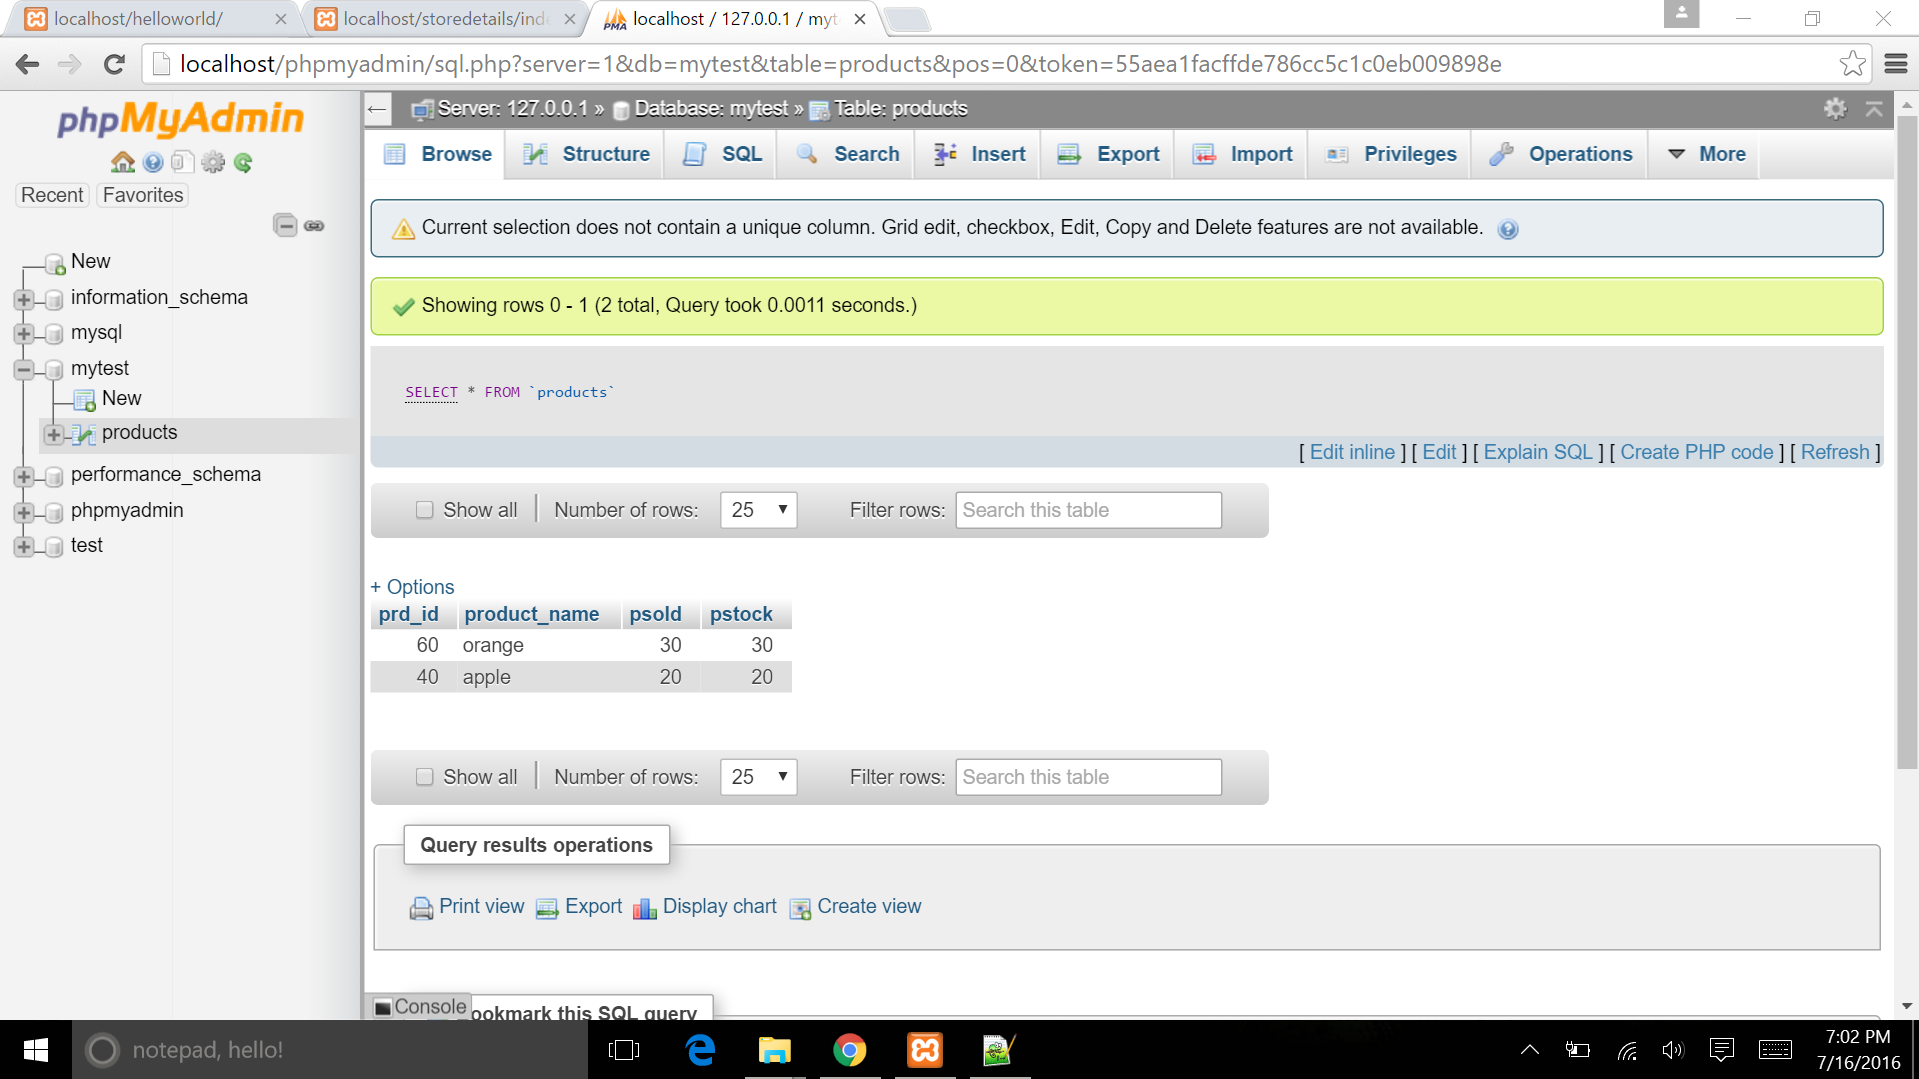 localhost/helloworld/
localhost/storedetails/ind
localhost / 127.0.0.1 / myt
localhost/phpmyadmin/sql.php?server=1&db=mytest&table=products&pos=0&token=55aea1facffde786cc5c1c0eb009898e
phpMyAdmin
Recent Favorites
New
information_schema
mysql
mytest
New
products
performance_schema
phpmyadmin
test
Server: 127.0.0.1 » Database: mytest » Table: products
Browse Structure SQL Search Insert Export Import Privileges Operations More
Current selection does not contain a unique column. Grid edit, checkbox, Edit, Copy and Delete features are not available.
Showing rows 0 - 1 (2 total, Query took 0.0011 seconds.)
SELECT * FROM `products`
[ Edit inline ] [ Edit ] [ Explain SQL ] [ Create PHP code ] [ Refresh ]
Show all Number of rows: 25 Filter rows: Search this table
+ Options
prd_id product_name psold pstock
60 orange 30 30
40 apple 20 20
Show all Number of rows: 25 Filter rows: Search this table
Query results operations
Print view Export Display chart Create view
Console
ookmark this SQL query
notepad, hello!
7:02 PM
7/16/2016